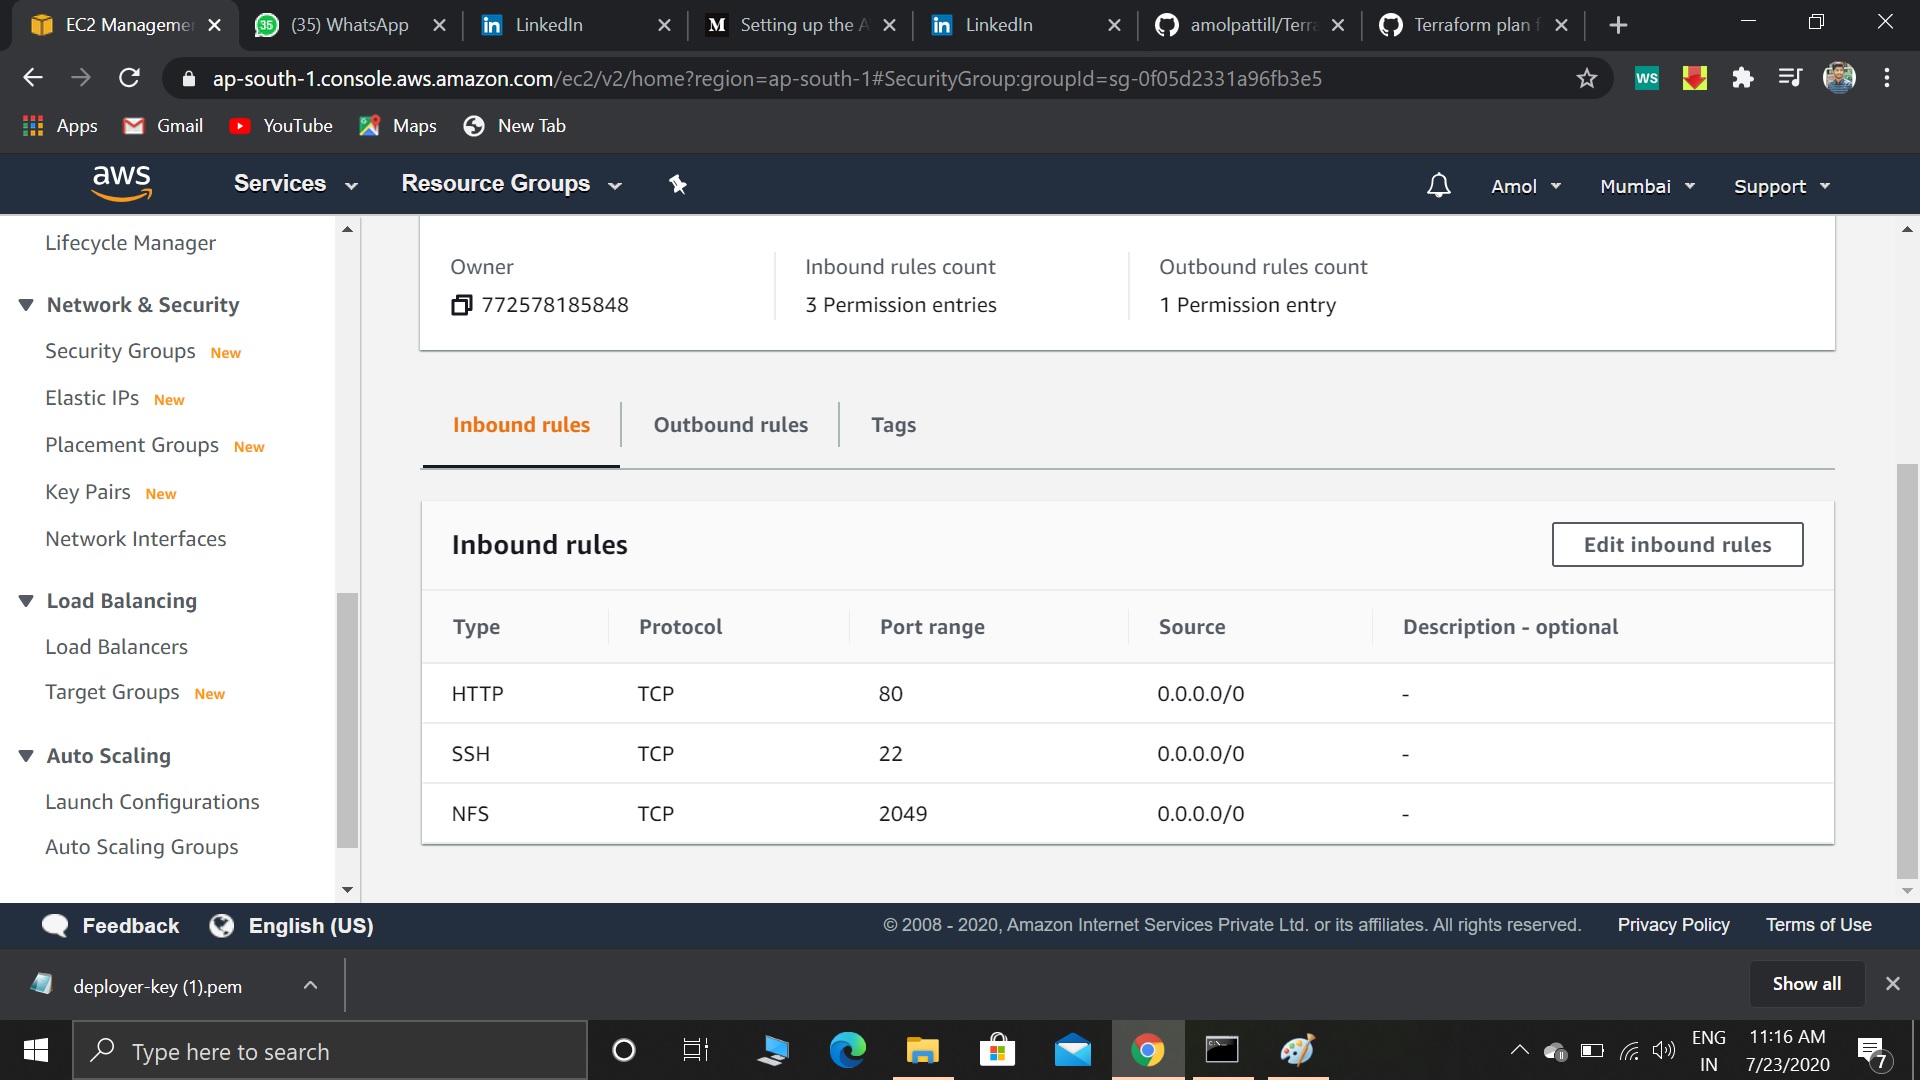 EC2 Manageme
(35) WhatsApp
LinkedIn
Setting up the A
LinkedIn
amolpattill/Terra
Terraform plan f
ap-south-1.console.aws.amazon.com/ec2/v2/home?region=ap-south-1#SecurityGroup:groupId=sg-0f05d2331a96fb3e5
WS
Apps
Gmail
YouTube
Maps
New Tab
aws
Services
Resource Groups
Amol
Mumbai
Support
Lifecycle Manager
Network & Security
Security Groups New
Elastic IPs New
Placement Groups New
Key Pairs New
Network Interfaces
Load Balancing
Load Balancers
Target Groups New
Auto Scaling
Launch Configurations
Auto Scaling Groups
Owner
772578185848
Inbound rules count
3 Permission entries
Outbound rules count
1 Permission entry
Inbound rules
Outbound rules
Tags
Inbound rules
Edit inbound rules
Type Protocol Port range Source Description - optional
HTTP TCP 80 0.0.0.0/0 -
SSH TCP 22 0.0.0.0/0 -
NFS TCP 2049 0.0.0.0/0 -
Feedback
English (US)
© 2008 - 2020, Amazon Internet Services Private Ltd. or its affiliates. All rights reserved.
Privacy Policy
Terms of Use
deployer-key (1).pem
Show all
Type here to search
ENG
IN
11:16 AM
7/23/2020
7